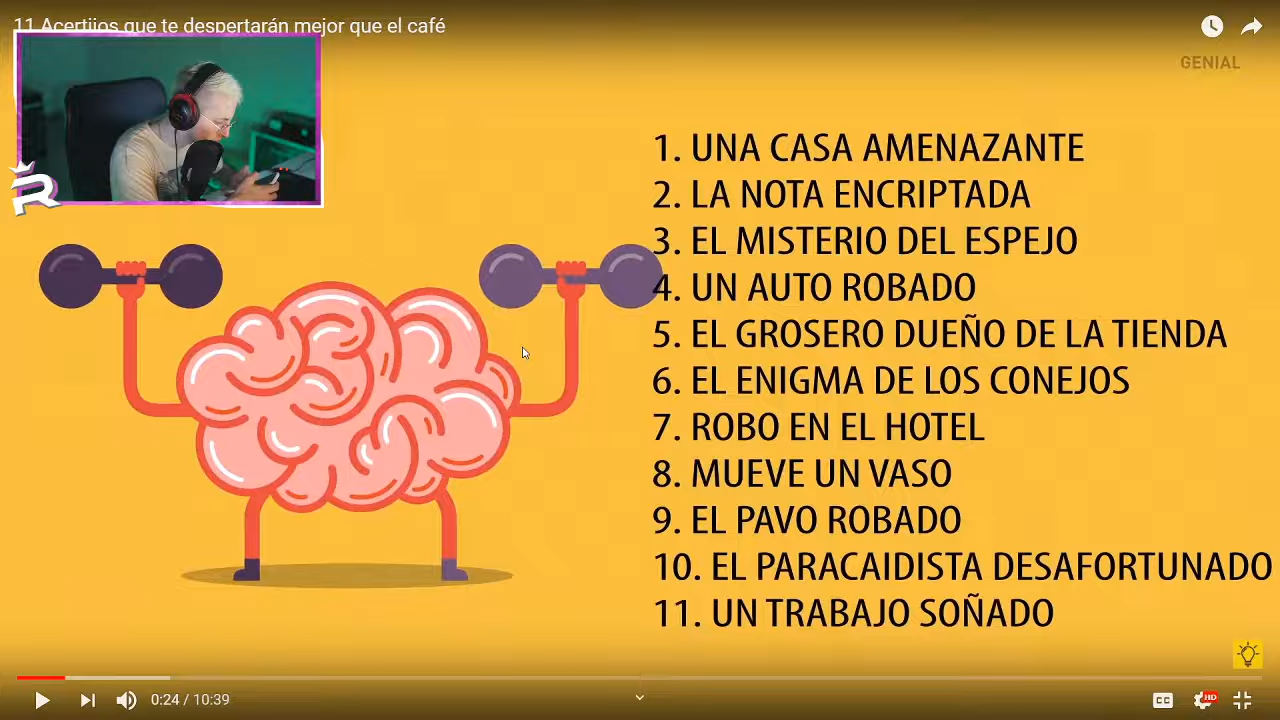 11 Acertijos que te despertarán mejor que el café
GENIAL
R
1. UNA CASA AMENAZANTE
2. LA NOTA ENCRIPTADA
3. EL MISTERIO DEL ESPEJO
4. UN AUTO ROBADO
5. EL GROSERO DUEÑO DE LA TIENDA
6. EL ENIGMA DE LOS CONEJOS
7. ROBO EN EL HOTEL
8. MUEVE UN VASO
9. EL PAVO ROBADO
10. EL PARACAIDISTA DESAFORTUNADO
11. UN TRABAJO SOÑADO
0:24 / 10:39
CC
HD